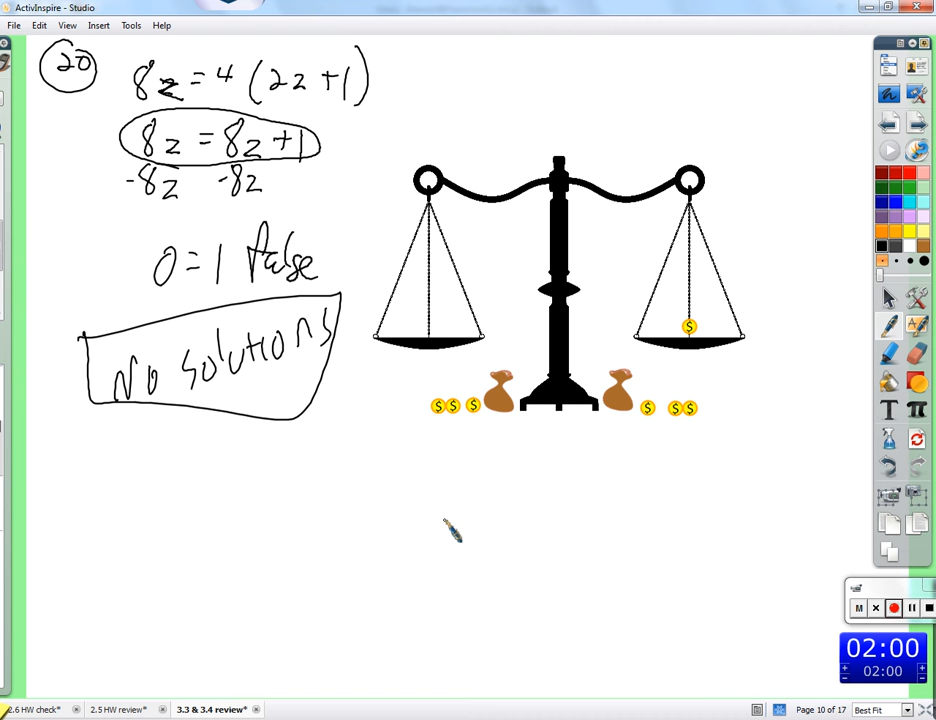 ActivInspire - Studio
File Edit View Insert Tools Help
20
8z = 4 (2z + 1)
8z = 8z + 1
-8z -8z
0 = 1 false
No solutions
$
$ $ $ $ $ $
T π
M
02:00
02:00
2.6 HW check* 2.5 HW review* 3.3 & 3.4 review* Page 10 of 17 Best Fit